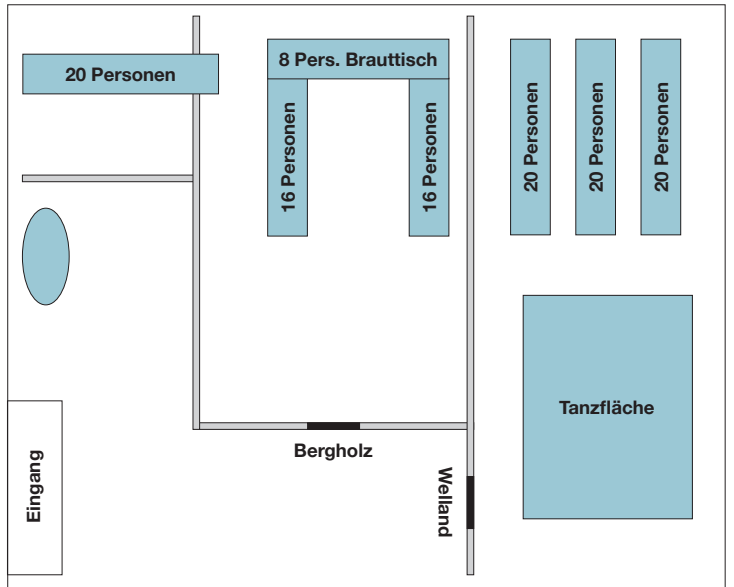 20 Personen
8 Pers. Brauttisch
16 Personen
16 Personen
20 Personen
20 Personen
20 Personen
Tanzfläche
Bergholz
Welland
Eingang